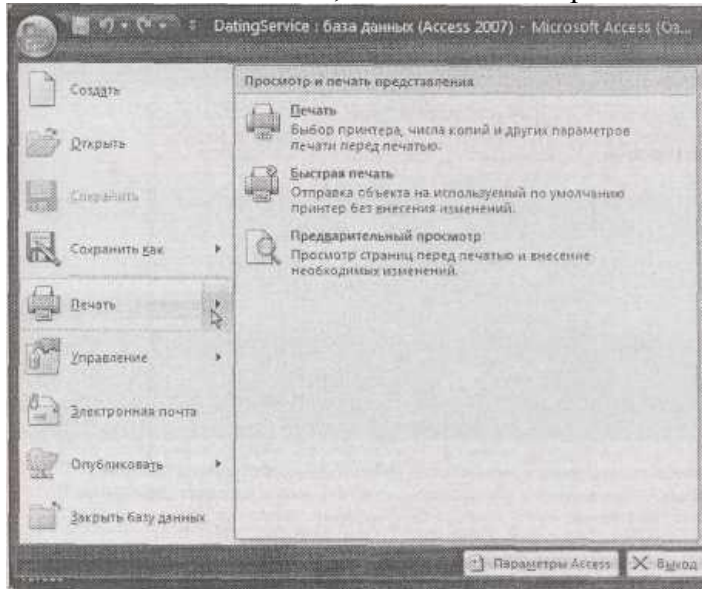 DatingService : база данных (Access 2007) - Microsoft Access (Оз...
Создать
Открыть
Сохранить
Сохранить как
Печать
Управление
Электронная почта
Опубликовать
Закрыть базу данных
Просмотр и печать представления
Печать
Выбор принтера, числа копий и других параметров
печати перед печатью.
Быстрая печать
Отправка объекта на используемый по умолчанию
принтер без внесения изменений.
Предварительный просмотр
Просмотр страниц перед печатью и внесение
необходимых изменений.
Параметры Access
Выход